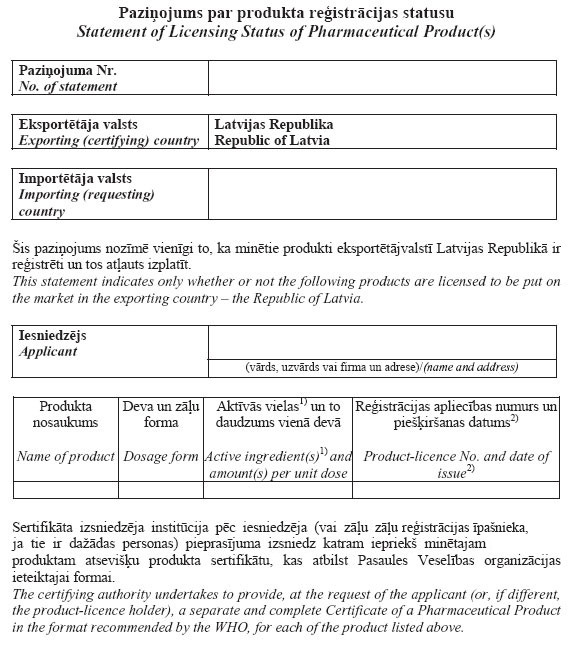 Paziņojums par produkta reģistrācijas statusu
Statement of Licensing Status of Pharmaceutical Product(s)
Paziņojuma Nr.
No. of statement
Eksportētāja valsts
Exporting (certifying) country
Latvijas Republika
Republic of Latvia
Importētāja valsts
Importing (requesting)
country
Šis paziņojums nozīmē vienīgi to, ka minētie produkti eksportētājvalstī Latvijas Republikā ir
reģistrēti un tos atļauts izplatīt.
This statement indicates only whether or not the following products are licensed to be put on
the market in the exporting country – the Republic of Latvia.
Iesniedzējs
Applicant
(vārds, uzvārds vai firma un adrese)/(name and address)
Produkta
nosaukums
Name of product
Deva un zāļu
forma
Dosage form
Aktīvās vielas1) un to
daudzums vienā devā
Active ingredient(s)1) and
amount(s) per unit dose
Reģistrācijas apliecības numurs un
piešķiršanas datums2)
Product-licence No. and date of
issue2)
Sertifikāta izsniedzēja institūcija pēc iesniedzēja (vai zāļu zāļu reģistrācijas īpašnieka,
ja tie ir dažādas personas) pieprasījuma izsniedz katram iepriekš minētajam
produktam atsevišķu produkta sertifikātu, kas atbilst Pasaules Veselības organizācijas
ieteiktajai formai.
The certifying authority undertakes to provide, at the request of the applicant (or, if different,
the product-licence holder), a separate and complete Certificate of a Pharmaceutical Product
in the format recommended by the WHO, for each of the product listed above.